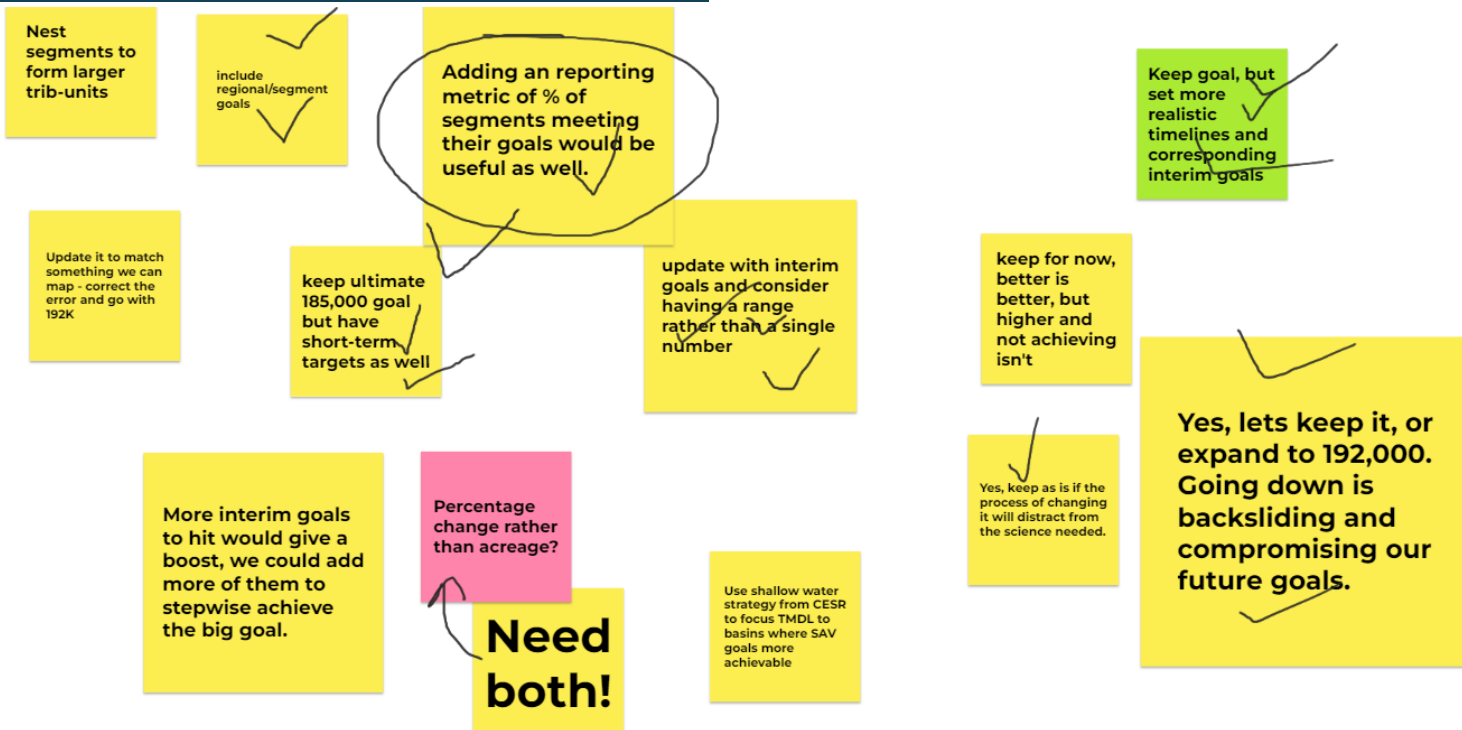 Nest
segments to
form larger
trib-units
include
regional/segment
goals
Adding an reporting
metric of % of
segments meeting
their goals would be
useful as well.
Keep goal, but
set more
realistic
timelines and
corresponding
interim goals
Update it to match
something we can
map - correct the
error and go with
192K
keep ultimate
185,000 goal
but have
short-term
targets as well
update with interim
goals and consider
having a range
rather than a single
number
keep for now,
better is
better, but
higher and
not achieving
isn't
Yes, keep as is if the
process of changing
it will distract from
the science needed.
Yes, lets keep it, or
expand to 192,000.
Going down is
backsliding and
compromising our
future goals.
More interim goals
to hit would give a
boost, we could add
more of them to
stepwise achieve
the big goal.
Percentage
change rather
than acreage?
Need
both!
Use shallow water
strategy from CESR
to focus TMDL to
basins where SAV
goals more
achievable